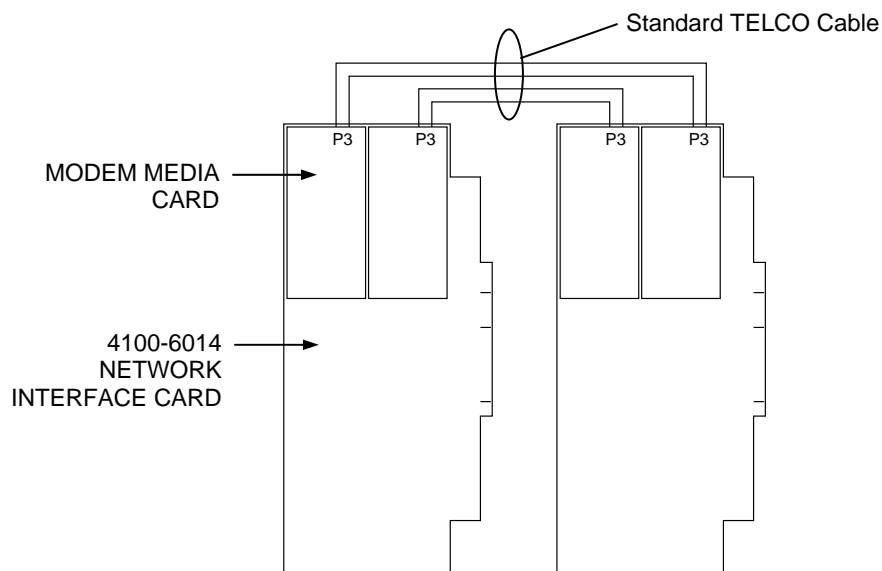 Standard TELCO Cable
P3
P3
P3
P3
MODEM MEDIA
CARD
4100-6014
NETWORK
INTERFACE CARD